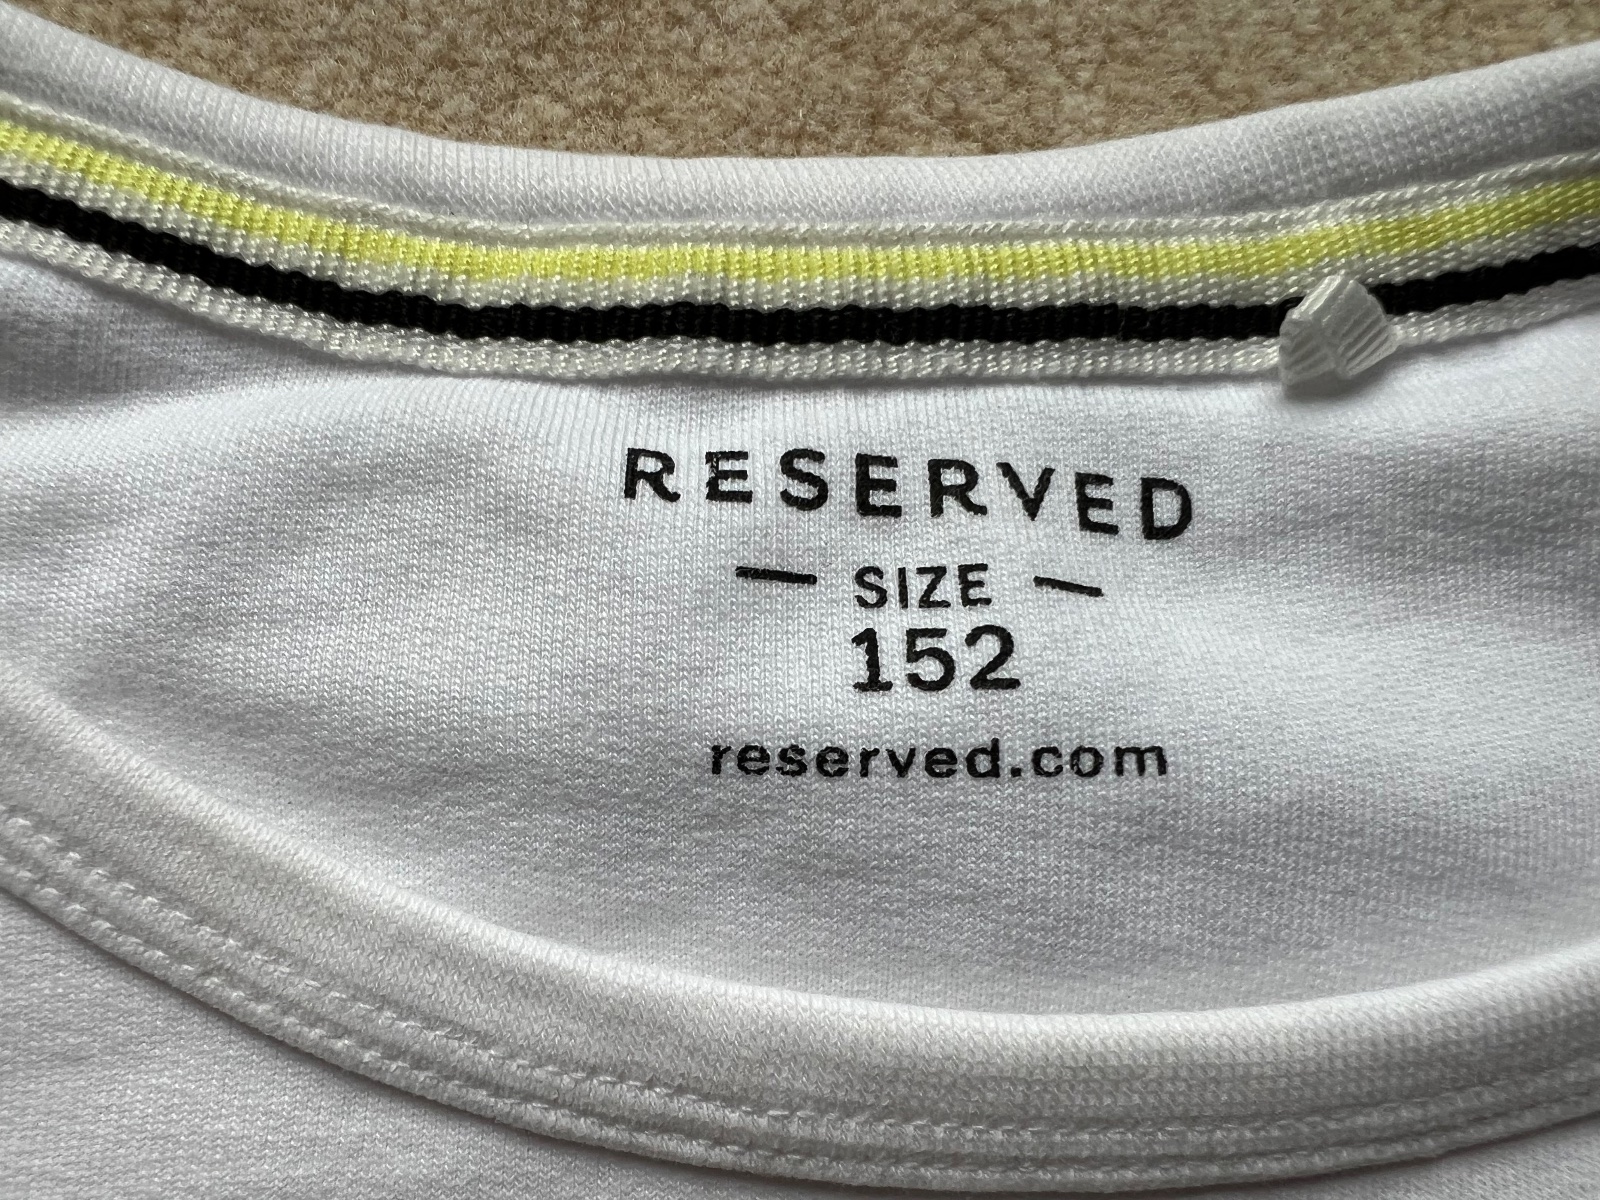 RESERVED
— SIZE —
152
reserved.com